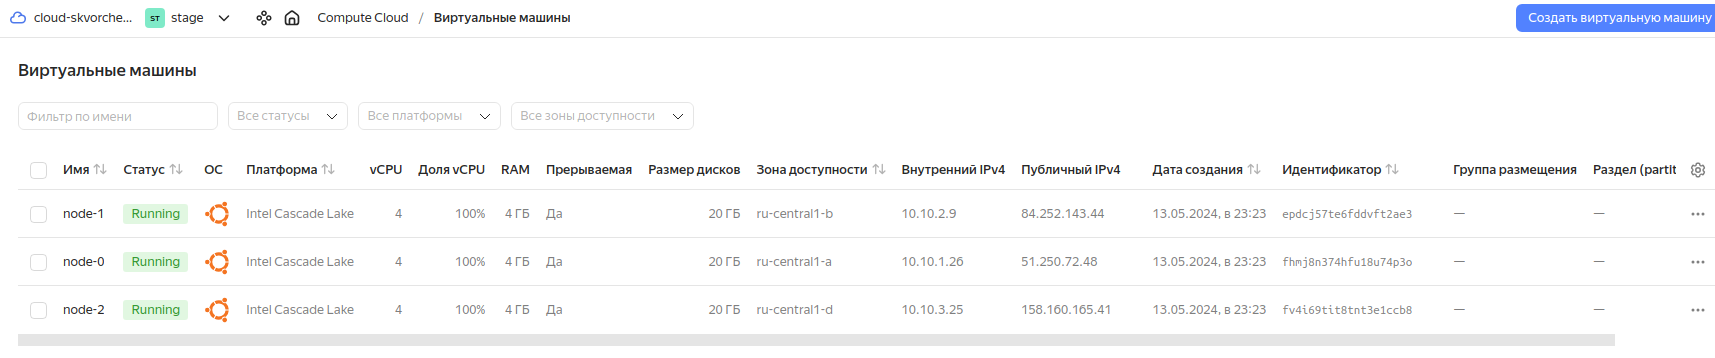 cloud-skvorche... ST stage Compute Cloud / Виртуальные машины Создать виртуальную машину
Виртуальные машины
Фильтр по имени Все статусы Все платформы Все зоны доступности
Имя Статус ОС Платформа vCPU Доля vCPU RAM Прерываемая Размер дисков Зона доступности Внутренний IPv4 Публичный IPv4 Дата создания Идентификатор Группа размещения Раздел (partit
node-1 Running Intel Cascade Lake 4 100% 4 ГБ Да 20 ГБ ru-central1-b 10.10.2.9 84.252.143.44 13.05.2024, в 23:23 epdcj57te6fddvft2ae3 — — ···
node-0 Running Intel Cascade Lake 4 100% 4 ГБ Да 20 ГБ ru-central1-a 10.10.1.26 51.250.72.48 13.05.2024, в 23:23 fhmj8n374hfu18u74p3o — — ···
node-2 Running Intel Cascade Lake 4 100% 4 ГБ Да 20 ГБ ru-central1-d 10.10.3.25 158.160.165.41 13.05.2024, в 23:23 fv4i69tit8tnt3e1ccb8 — — ···